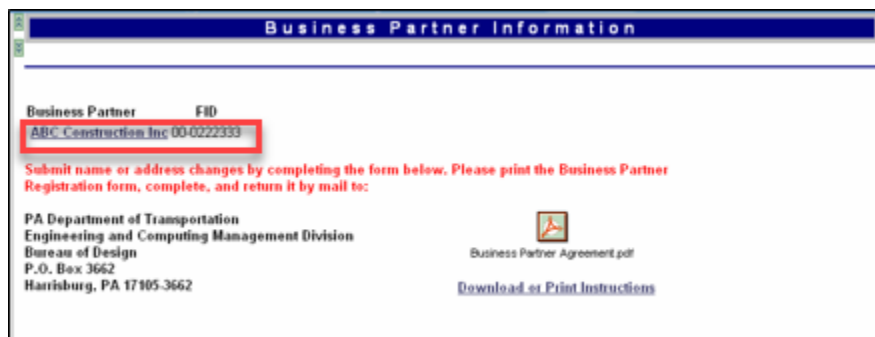 Business Partner Information
Business Partner FID
ABC Construction Inc 00-0222333
Submit name or address changes by completing the form below. Please print the Business Partner
Registration form, complete, and return it by mail to:
PA Department of Transportation
Engineering and Computing Management Division
Bureau of Design
P.O. Box 3662
Harrisburg, PA 17105-3662
Business Partner Agreement.pdf
Download or Print Instructions